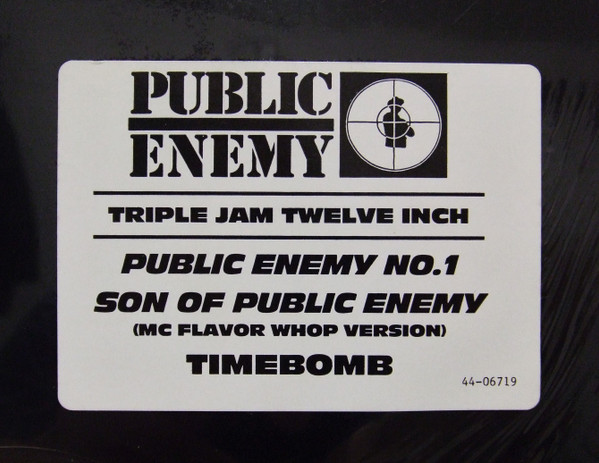 PUBLIC
ENEMY
TRIPLE JAM TWELVE INCH
PUBLIC ENEMY NO.1
SON OF PUBLIC ENEMY
(MC FLAVOR WHOP VERSION)
TIMEBOMB
44-06719